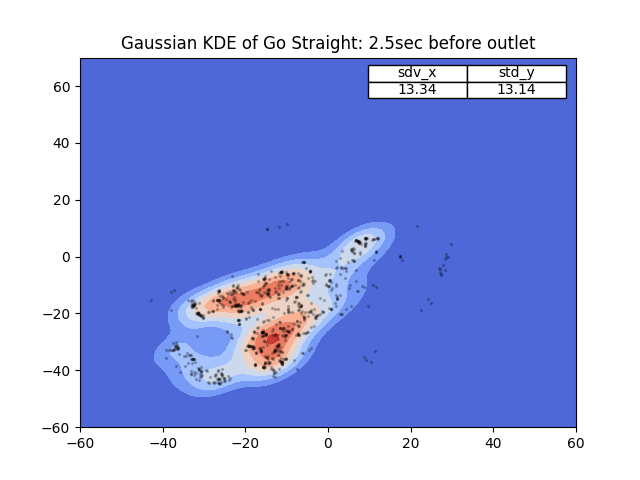 Gaussian KDE of Go Straight: 2.5sec before outlet
sdv_x std_y
13.34 13.14
60
40
20
0
−20
−40
−60
−60 −40 −20 0 20 40 60